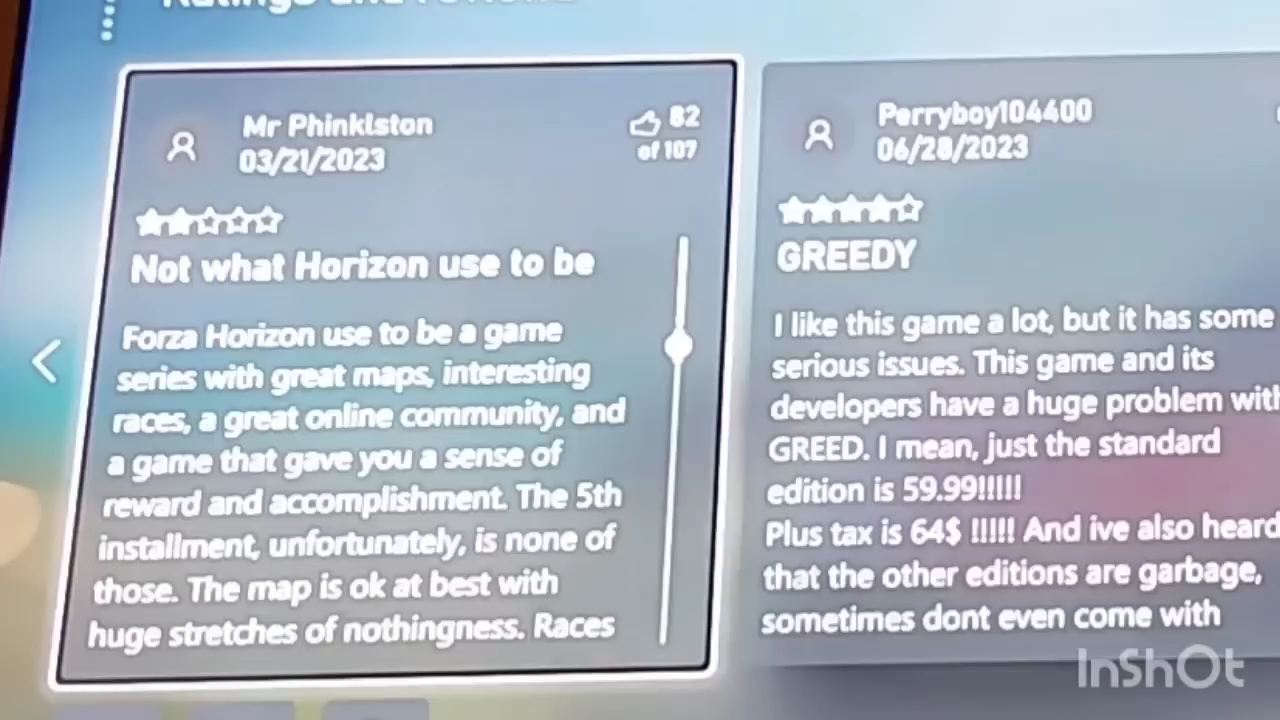 Ratings and reviews
Mr Phinklston
03/21/2023
82
of 107
Not what Horizon use to be
Forza Horizon use to be a game
series with great maps, interesting
races, a great online community, and
a game that gave you a sense of
reward and accomplishment. The 5th
installment, unfortunately, is none of
those. The map is ok at best with
huge stretches of nothingness. Races
Perryboy104400
06/28/2023
GREEDY
I like this game a lot, but it has some
serious issues. This game and its
developers have a huge problem with
GREED. I mean, just the standard
edition is 59.99!!!!!
Plus tax is 64$ !!!!! And ive also heard
that the other editions are garbage,
sometimes dont even come with
InShOt